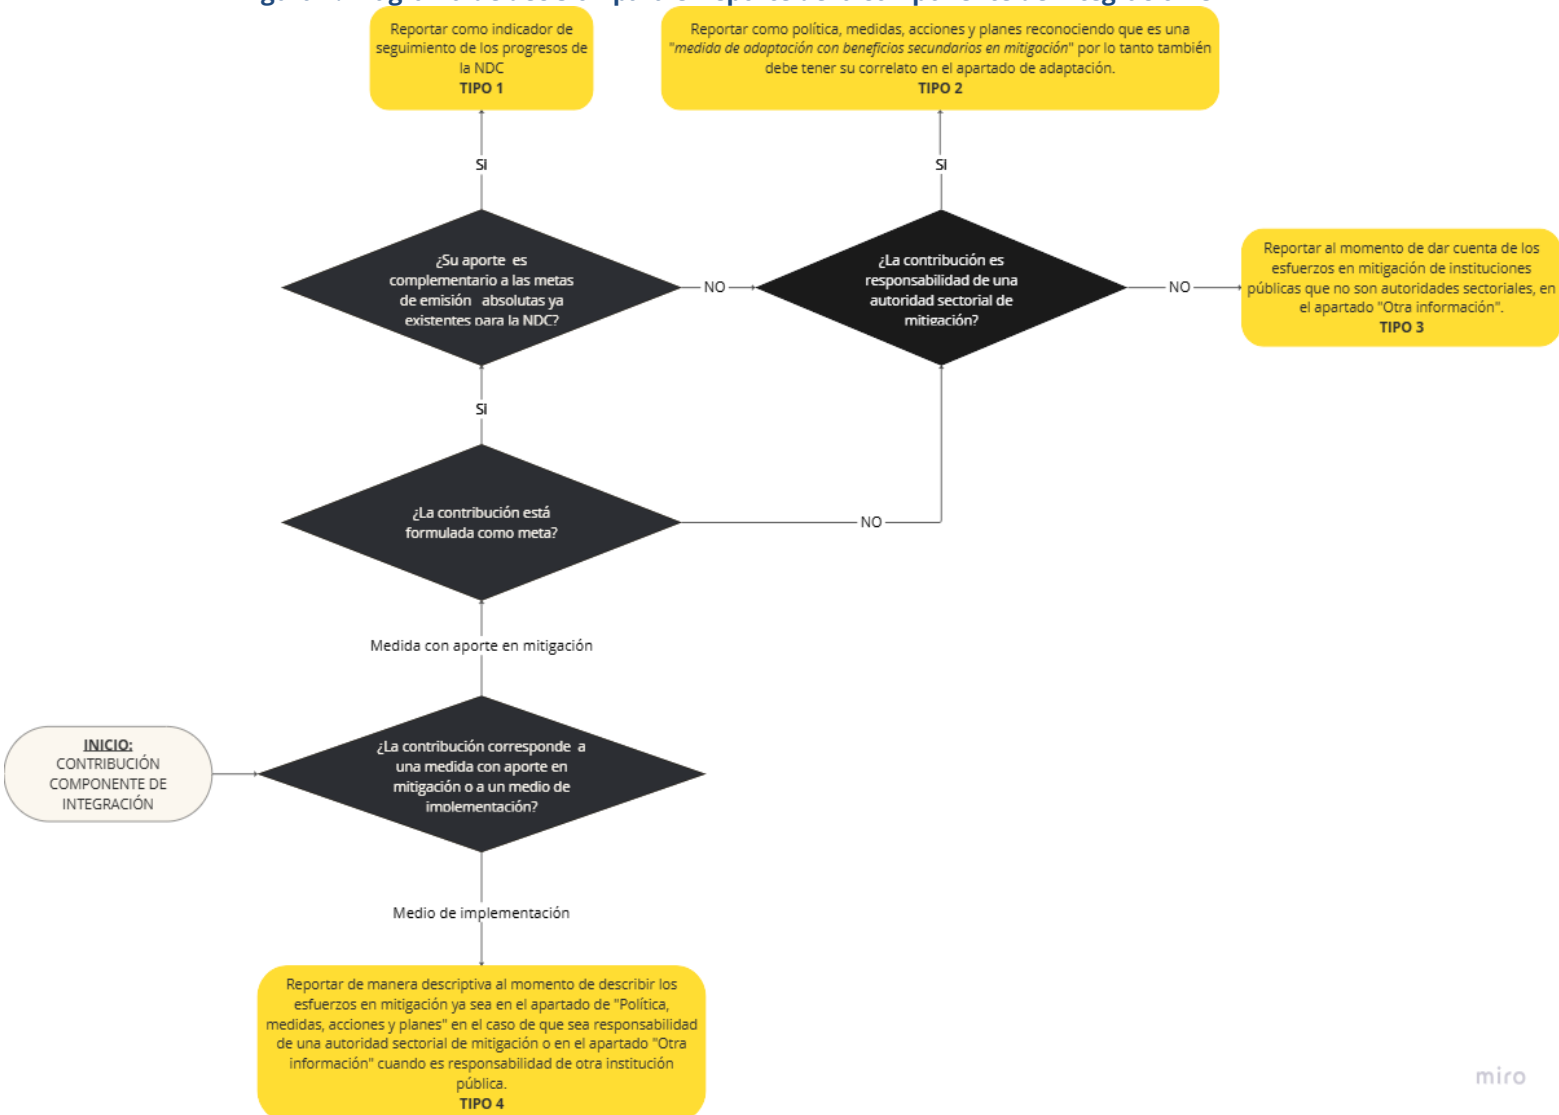 Reportar como indicador de
seguimiento de los progresos de
la NDC
TIPO 1
Reportar como política, medidas, acciones y planes reconociendo que es una
"medida de adaptación con beneficios secundarios en mitigación" por lo tanto también
debe tener su correlato en el apartado de adaptación.
TIPO 2
SI
SI
¿Su aporte es
complementario a las metas
de emisión absolutas ya
existentes para la NDC?
NO
¿La contribución es
responsabilidad de una
autoridad sectorial de
mitigación?
NO
Reportar al momento de dar cuenta de los
esfuerzos en mitigación de instituciones
públicas que no son autoridades sectoriales, en
el apartado "Otra información".
TIPO 3
SI
¿La contribución está
formulada como meta?
NO
Medida con aporte en mitigación
INICIO:
CONTRIBUCIÓN
COMPONENTE DE
INTEGRACIÓN
¿La contribución corresponde a
una medida con aporte en
mitigación o a un medio de
implementación?
Medio de implementación
Reportar de manera descriptiva al momento de describir los
esfuerzos en mitigación ya sea en el apartado de "Política,
medidas, acciones y planes" en el caso de que sea responsabilidad
de una autoridad sectorial de mitigación o en el apartado "Otra
información" cuando es responsabilidad de otra institución
pública.
TIPO 4
miro